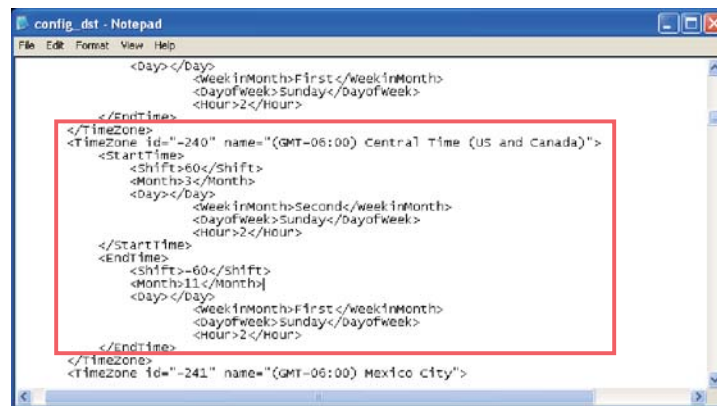 config_dst - Notepad
File Edit Format View Help
<Day></Day>
<WeekinMonth>First</WeekinMonth>
<DayofWeek>Sunday</DayofWeek>
<Hour>2</Hour>
</EndTime>
</TimeZone>
<TimeZone id="-240" name="(GMT-06:00) Central Time (US and Canada)">
<StartTime>
<Shift>60</Shift>
<Month>3</Month>
<Day></Day>
<WeekinMonth>Second</WeekinMonth>
<DayofWeek>Sunday</DayofWeek>
<Hour>2</Hour>
</StartTime>
<EndTime>
<Shift>-60</Shift>
<Month>11</Month>
<Day></Day>
<WeekinMonth>First</WeekinMonth>
<DayofWeek>Sunday</DayofWeek>
<Hour>2</Hour>
</EndTime>
</TimeZone>
<TimeZone id="-241" name="(GMT-06:00) Mexico City">